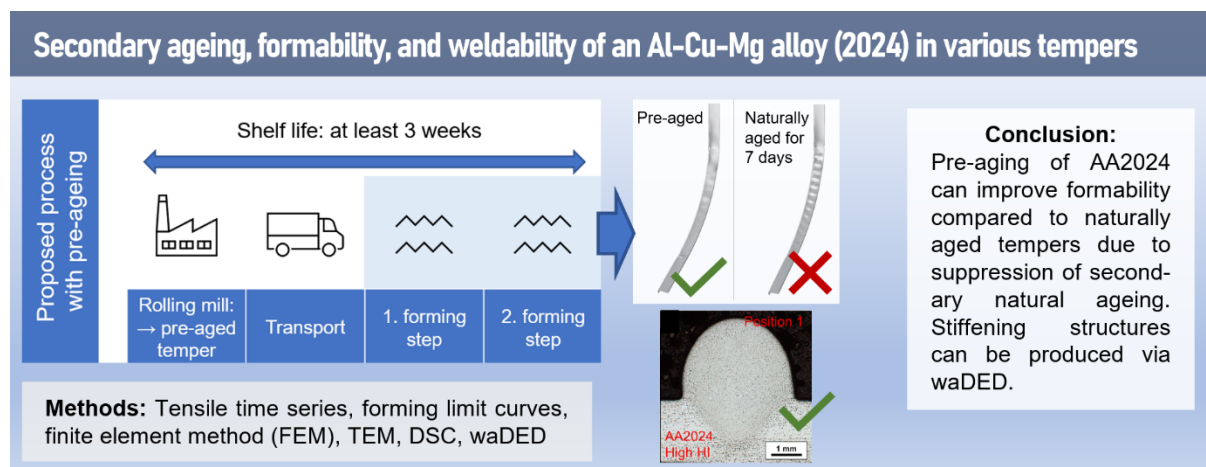 Secondary ageing, formability, and weldability of an Al-Cu-Mg alloy (2024) in various tempers
Proposed process
with pre-ageing
Shelf life: at least 3 weeks
Rolling mill:
→ pre-aged
temper
Transport
1. forming
step
2. forming
step
Methods: Tensile time series, forming limit curves,
finite element method (FEM), TEM, DSC, waDED
Pre-aged
Naturally
aged for
7 days
Position 1
AA2024
High HI
1 mm
Conclusion:
Pre-aging of AA2024
can improve formability
compared to naturally
aged tempers due to
suppression of second-
ary natural ageing.
Stiffening structures
can be produced via
waDED.